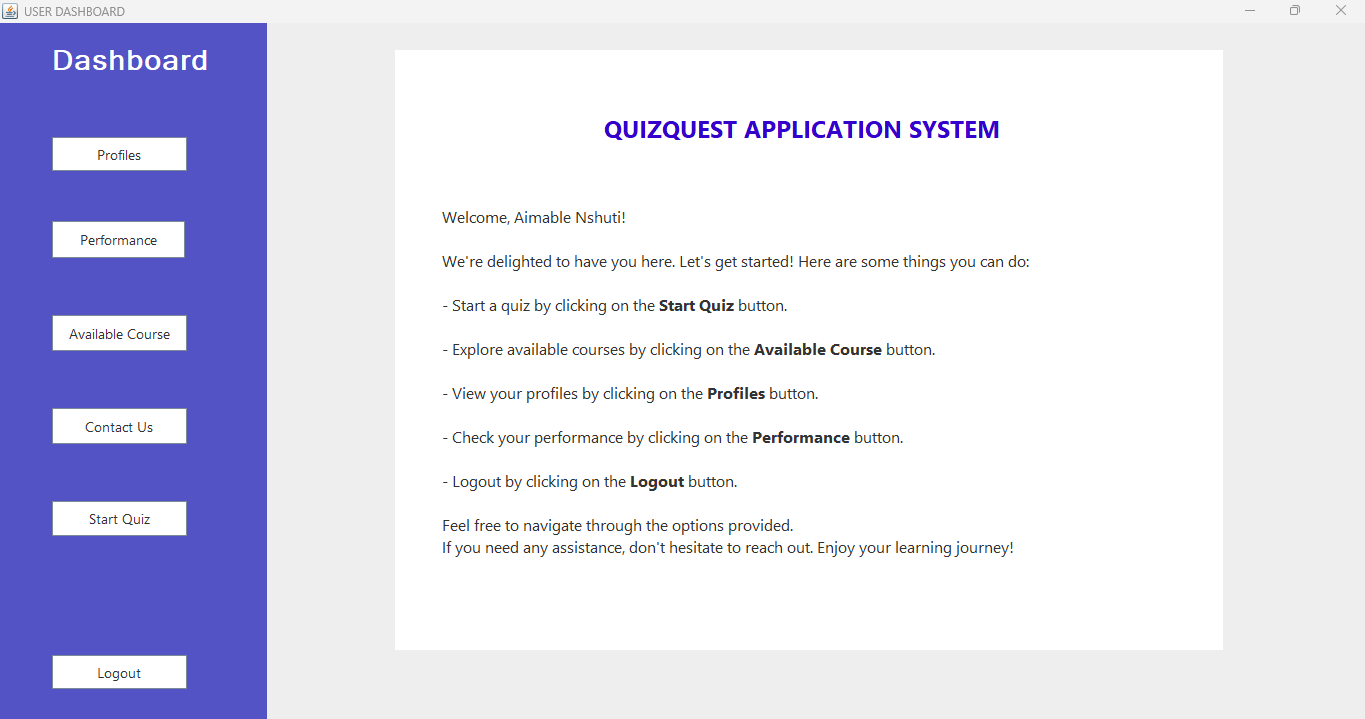 USER DASHBOARD
Dashboard
Profiles
Performance
Available Course
Contact Us
Start Quiz
Logout
QUIZQUEST APPLICATION SYSTEM
Welcome, Aimable Nshuti!
We're delighted to have you here. Let's get started! Here are some things you can do:
- Start a quiz by clicking on the Start Quiz button.
- Explore available courses by clicking on the Available Course button.
- View your profiles by clicking on the Profiles button.
- Check your performance by clicking on the Performance button.
- Logout by clicking on the Logout button.
Feel free to navigate through the options provided.
If you need any assistance, don't hesitate to reach out. Enjoy your learning journey!